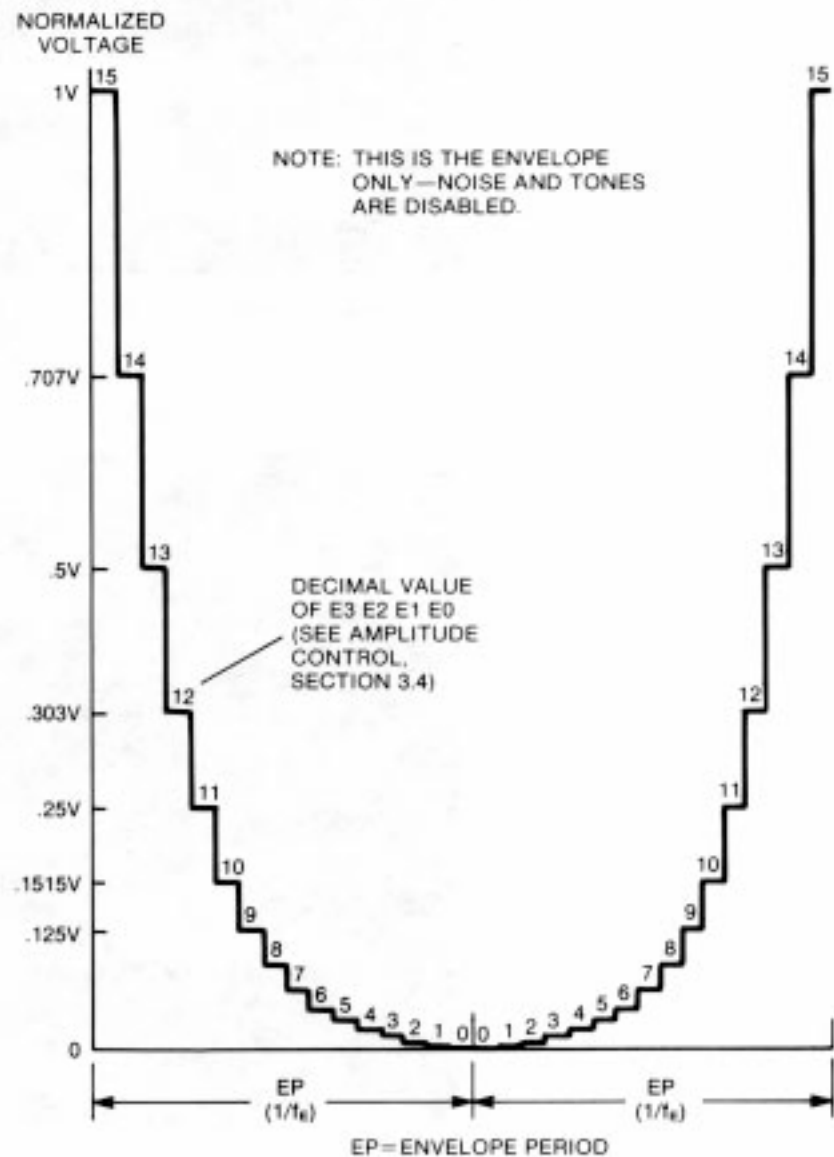 NORMALIZED
VOLTAGE
15
15
1V
NOTE: THIS IS THE ENVELOPE
ONLY—NOISE AND TONES
ARE DISABLED.
14
14
.707V
13
13
.5V
DECIMAL VALUE
OF E3 E2 E1 E0
(SEE AMPLITUDE
CONTROL,
SECTION 3.4)
12
12
.303V
11
11
.25V
10
10
.1515V
9
9
.125V
8
8
7
7
6
6
5
5
4
4
3
3
2
2
1
1
0
0
0
EP
(1/fE)
EP
(1/fE)
EP=ENVELOPE PERIOD